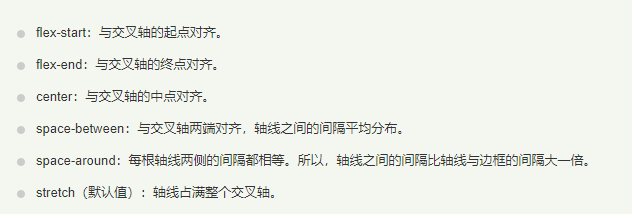 flex-start：与交叉轴的起点对齐。
flex-end：与交叉轴的终点对齐。
center：与交叉轴的中点对齐。
space-between：与交叉轴两端对齐，轴线之间的间隔平均分布。
space-around：每根轴线两侧的间隔都相等。所以，轴线之间的间隔比轴线与边框的间隔大一倍。
stretch（默认值）：轴线占满整个交叉轴。